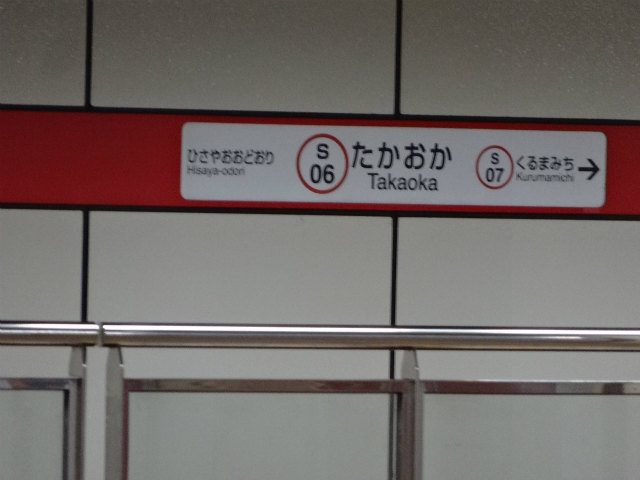 ひさやおおどおり
Hisaya-odori
S
06
たかおか
Takaoka
S
07
くるまみち
Kurumamichi
→